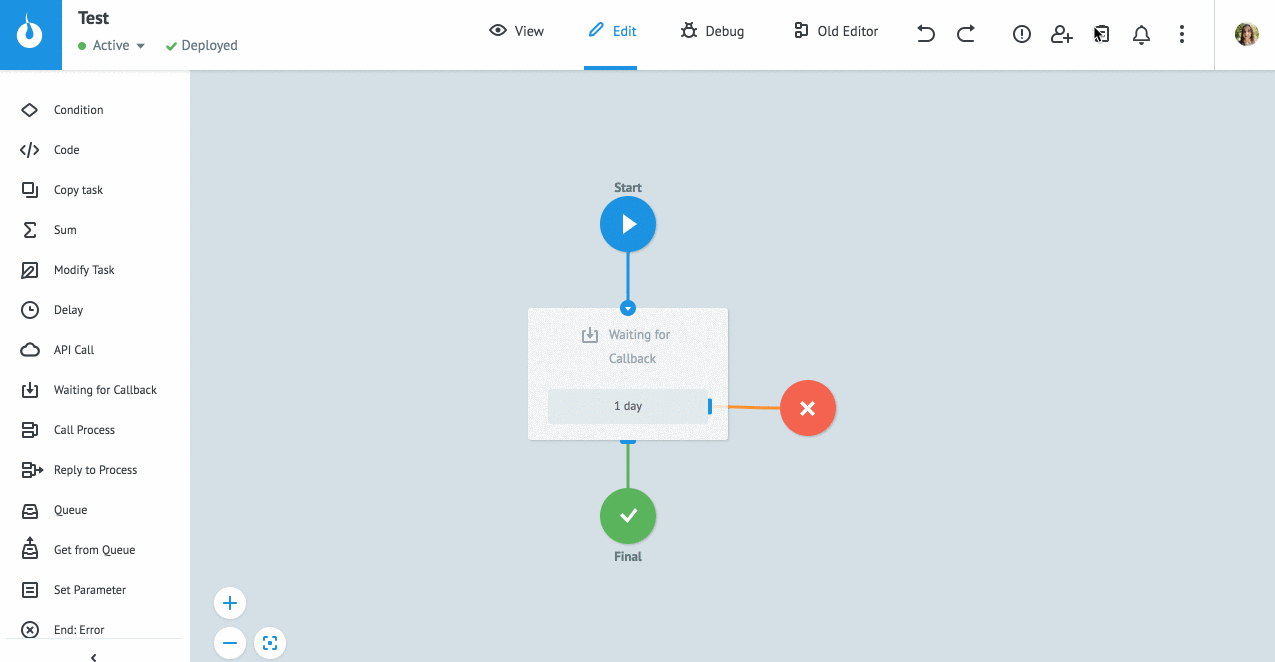 Test
Active
Deployed
View
Edit
Debug
Old Editor
Condition
Code
Copy task
Sum
Modify Task
Delay
API Call
Waiting for Callback
Call Process
Reply to Process
Queue
Get from Queue
Set Parameter
End: Error
Start
Waiting for
Callback
1 day
Final